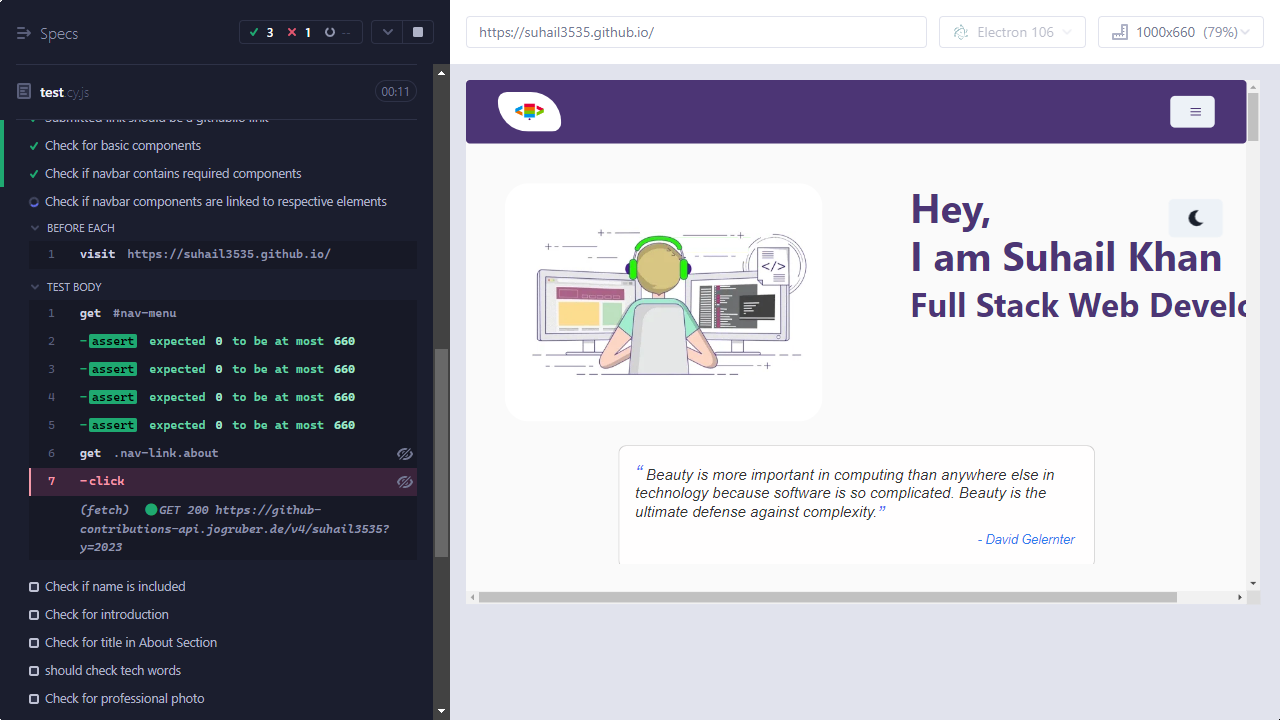 Specs
3
1
--
test cy.js
00:11
Submitted link should be a githubio link
Check for basic components
Check if navbar contains required components
Check if navbar components are linked to respective elements
BEFORE EACH
1 visit https://suhail3535.github.io/
TEST BODY
1 get #nav-menu
2 -assert expected 0 to be at most 660
3 -assert expected 0 to be at most 660
4 -assert expected 0 to be at most 660
5 -assert expected 0 to be at most 660
6 get .nav-link.about
7 -click
(fetch) GET 200 https://github-
contributions-api.jogruber.de/v4/suhail3535?
y=2023
Check if name is included
Check for introduction
Check for title in About Section
should check tech words
Check for professional photo
https://suhail3535.github.io/
Electron 106
1000x660 (79%)
Hey,
I am Suhail Khan
Full Stack Web Develo
</>
“ Beauty is more important in computing than anywhere else in
technology because software is so complicated. Beauty is the
ultimate defense against complexity.”
- David Gelernter